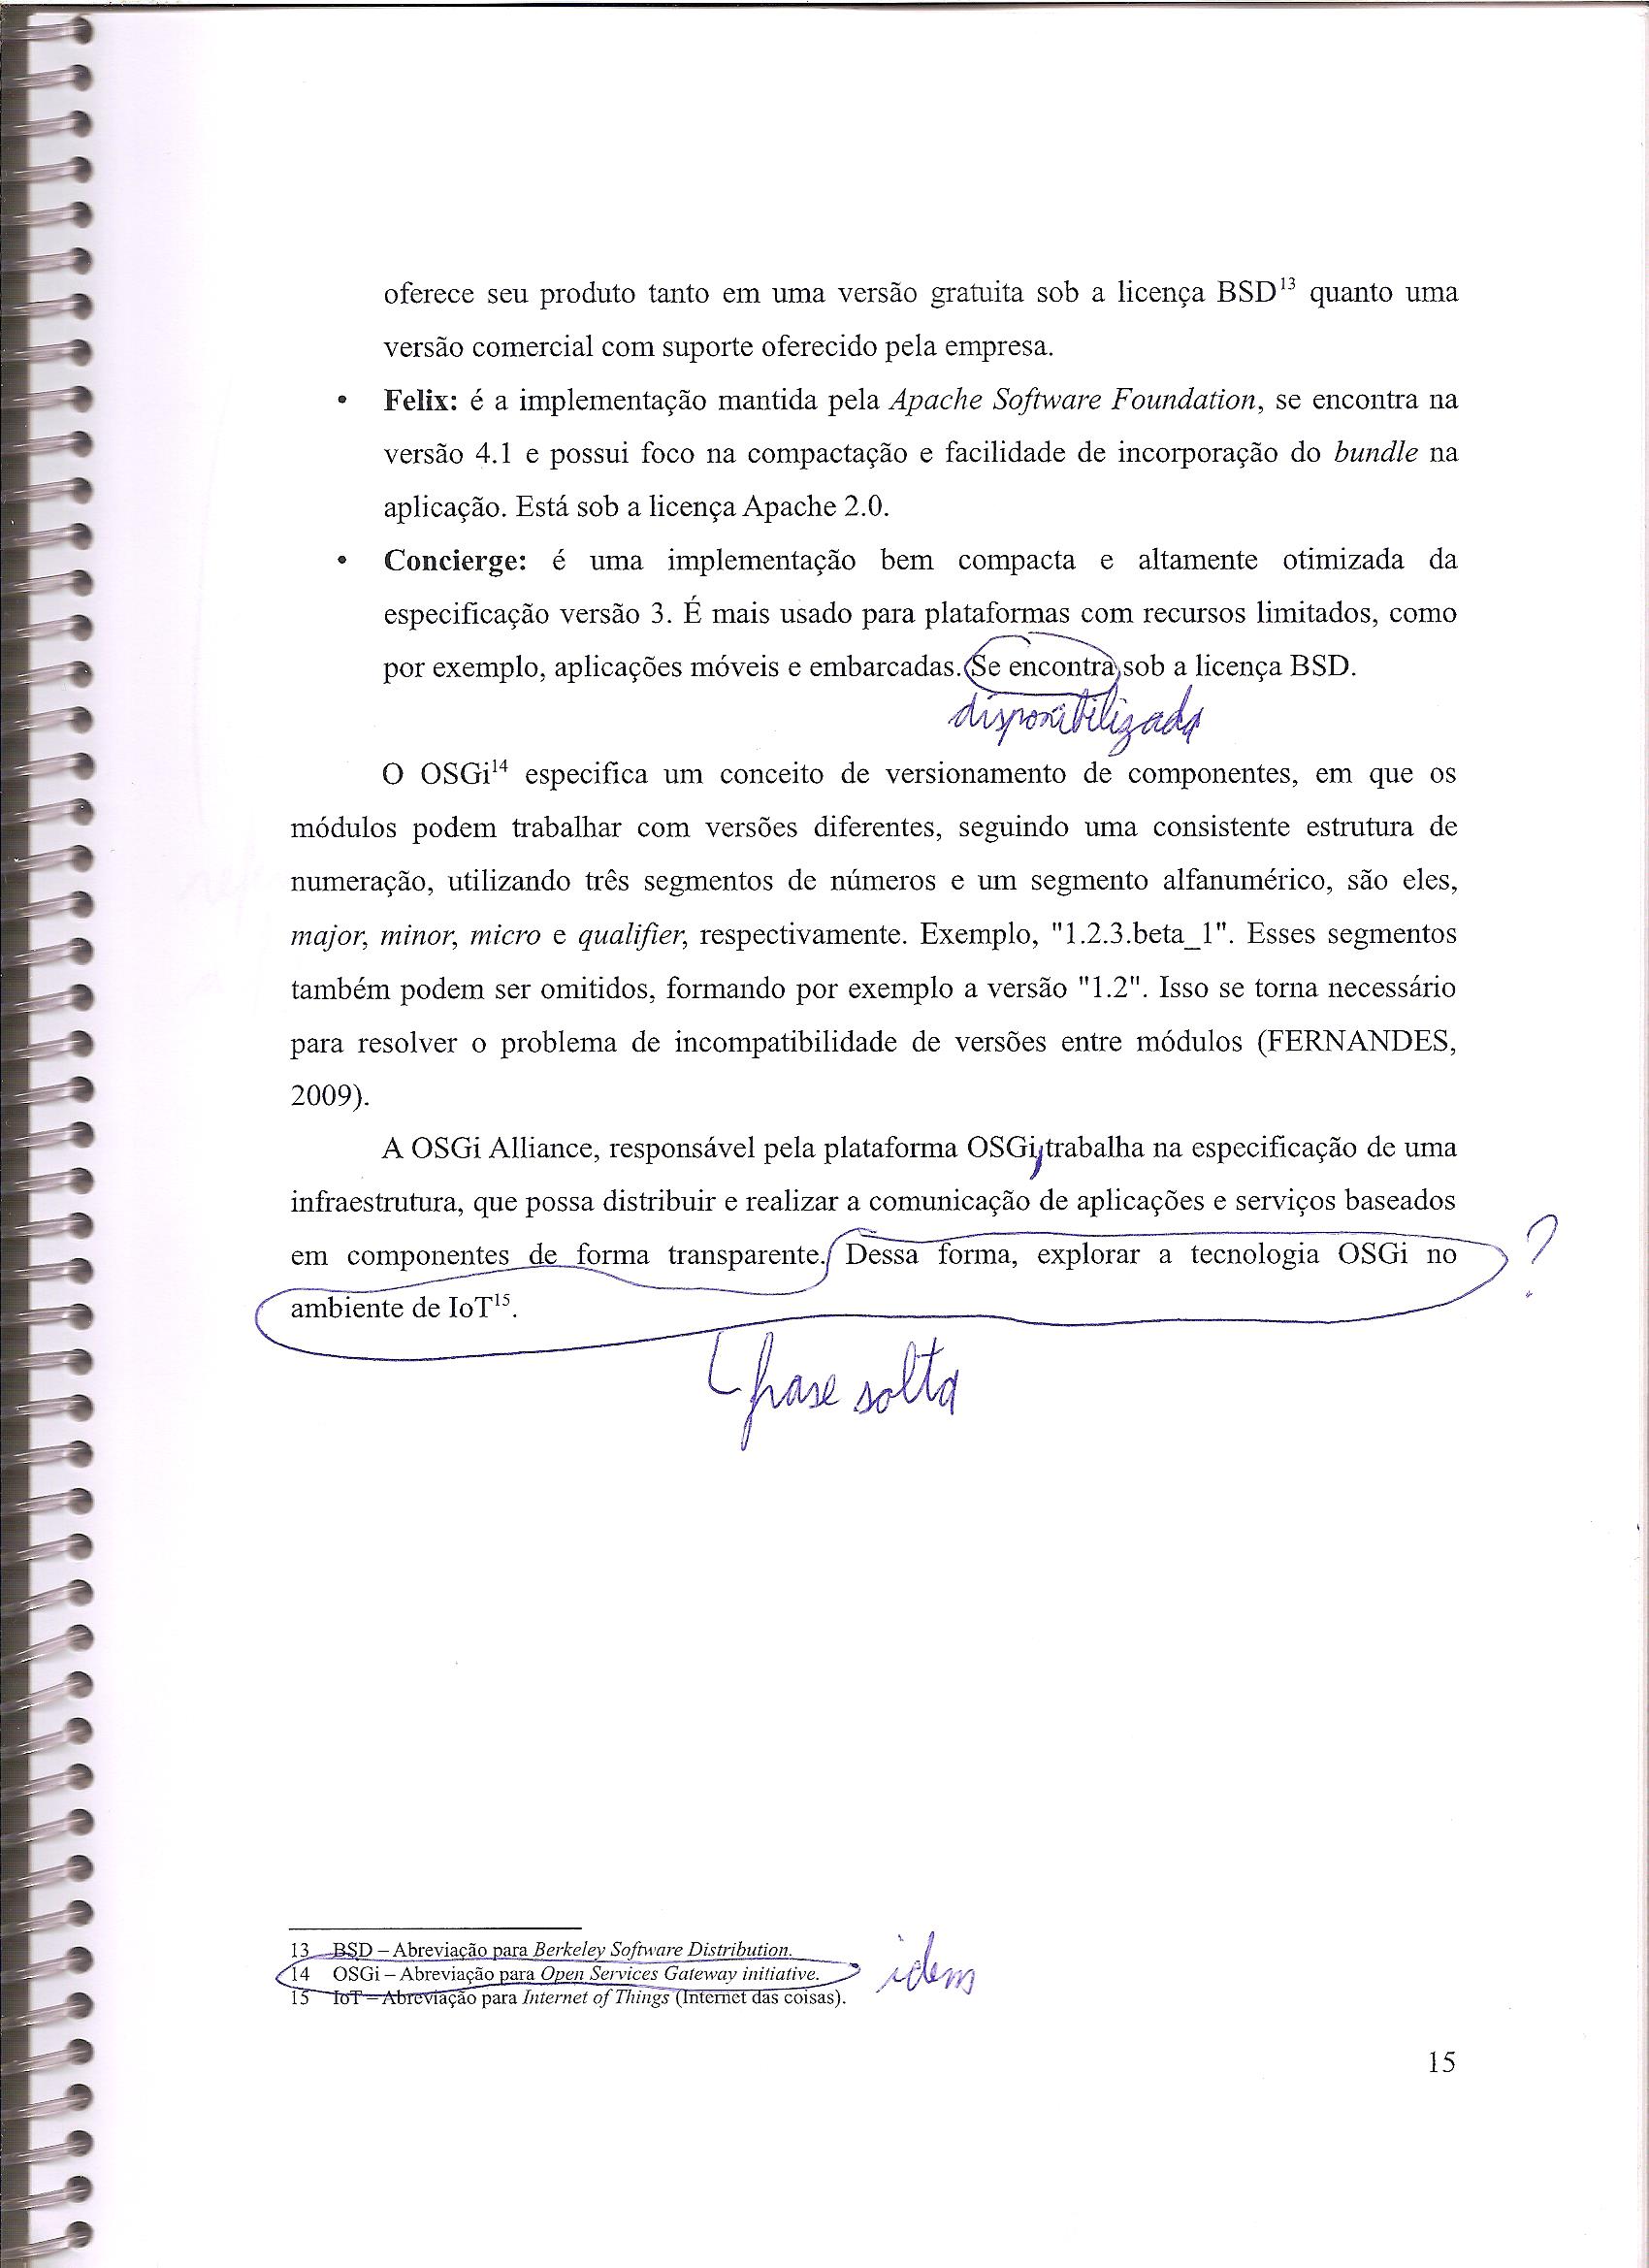 oferece seu produto tanto em uma versão gratuita sob a licença BSD13 quanto uma
versão comercial com suporte oferecido pela empresa.
• Felix: é a implementação mantida pela Apache Software Foundation, se encontra na
versão 4.1 e possui foco na compactação e facilidade de incorporação do bundle na
aplicação. Está sob a licença Apache 2.0.
• Concierge: é uma implementação bem compacta e altamente otimizada da
especificação versão 3. É mais usado para plataformas com recursos limitados, como
por exemplo, aplicações móveis e embarcadas. Se encontra sob a licença BSD.
disponibilizada
O OSGi14 especifica um conceito de versionamento de componentes, em que os
módulos podem trabalhar com versões diferentes, seguindo uma consistente estrutura de
numeração, utilizando três segmentos de números e um segmento alfanumérico, são eles,
major, minor, micro e qualifier, respectivamente. Exemplo, "1.2.3.beta_1". Esses segmentos
também podem ser omitidos, formando por exemplo a versão "1.2". Isso se torna necessário
para resolver o problema de incompatibilidade de versões entre módulos (FERNANDES,
2009).
A OSGi Alliance, responsável pela plataforma OSGi, trabalha na especificação de uma
infraestrutura, que possa distribuir e realizar a comunicação de aplicações e serviços baseados
em componentes de forma transparente. Dessa forma, explorar a tecnologia OSGi no ?
ambiente de IoT15.
frase solta
13 BSD – Abreviação para Berkeley Software Distribution.
14 OSGi – Abreviação para Open Services Gateway initiative. idem
15 IoT – Abreviação para Internet of Things (Internet das coisas).
15